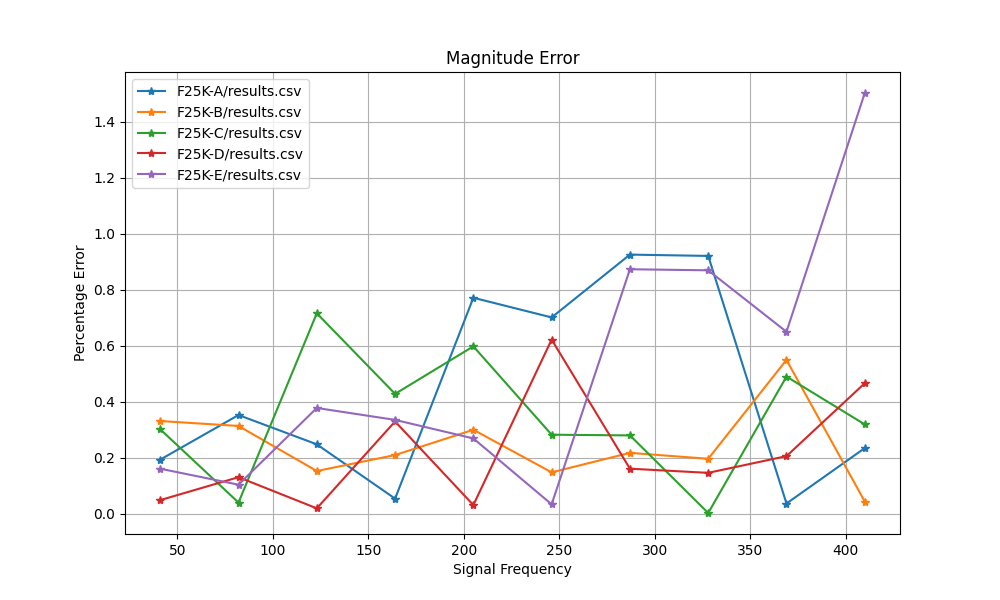 Magnitude Error
F25K-A/results.csv
F25K-B/results.csv
F25K-C/results.csv
F25K-D/results.csv
F25K-E/results.csv
Percentage Error
1.4
1.2
1.0
0.8
0.6
0.4
0.2
0.0
50 100 150 200 250 300 350 400
Signal Frequency